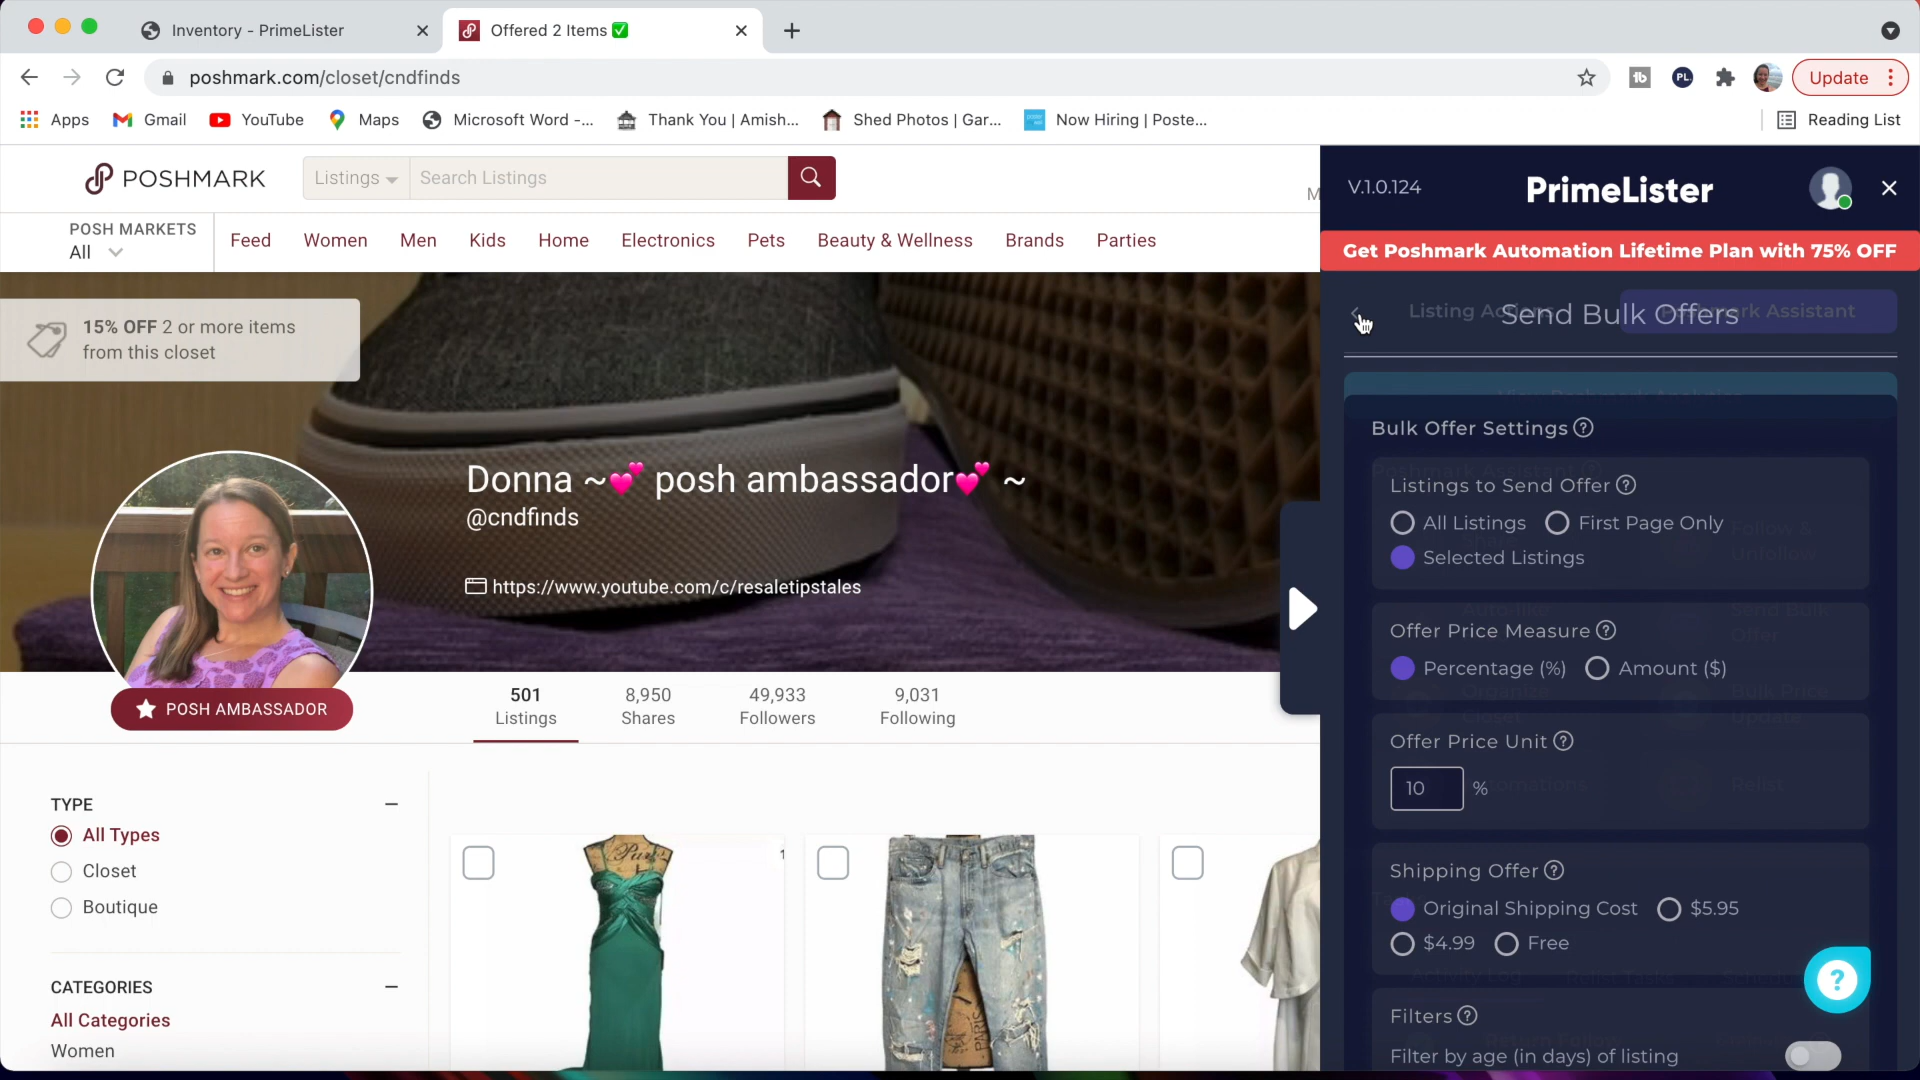 Inventory - PrimeLister
Offered 2 Items ✅
poshmark.com/closet/cndfinds
Update
Apps
Gmail
YouTube
Maps
Microsoft Word -...
Thank You | Amish...
Shed Photos | Gar...
Now Hiring | Poste...
Reading List
POSHMARK
Listings
Search Listings
POSH MARKETS
All
Feed
Women
Men
Kids
Home
Electronics
Pets
Beauty & Wellness
Brands
Parties
15% OFF 2 or more items
from this closet
Donna ~💕 posh ambassador💕 ~
@cndfinds
https://www.youtube.com/c/resaletipstales
POSH AMBASSADOR
501
Listings
8,950
Shares
49,933
Followers
9,031
Following
TYPE
All Types
Closet
Boutique
CATEGORIES
All Categories
Women
V.1.0.124
PrimeLister
Get Poshmark Automation Lifetime Plan with 75% OFF
Send Bulk Offers
Bulk Offer Settings
Listings to Send Offer
All Listings
First Page Only
Selected Listings
Offer Price Measure
Percentage (%)
Amount ($)
Offer Price Unit
10 %
Shipping Offer
Original Shipping Cost
$5.95
$4.99
Free
Filters
Filter by age (in days) of listing